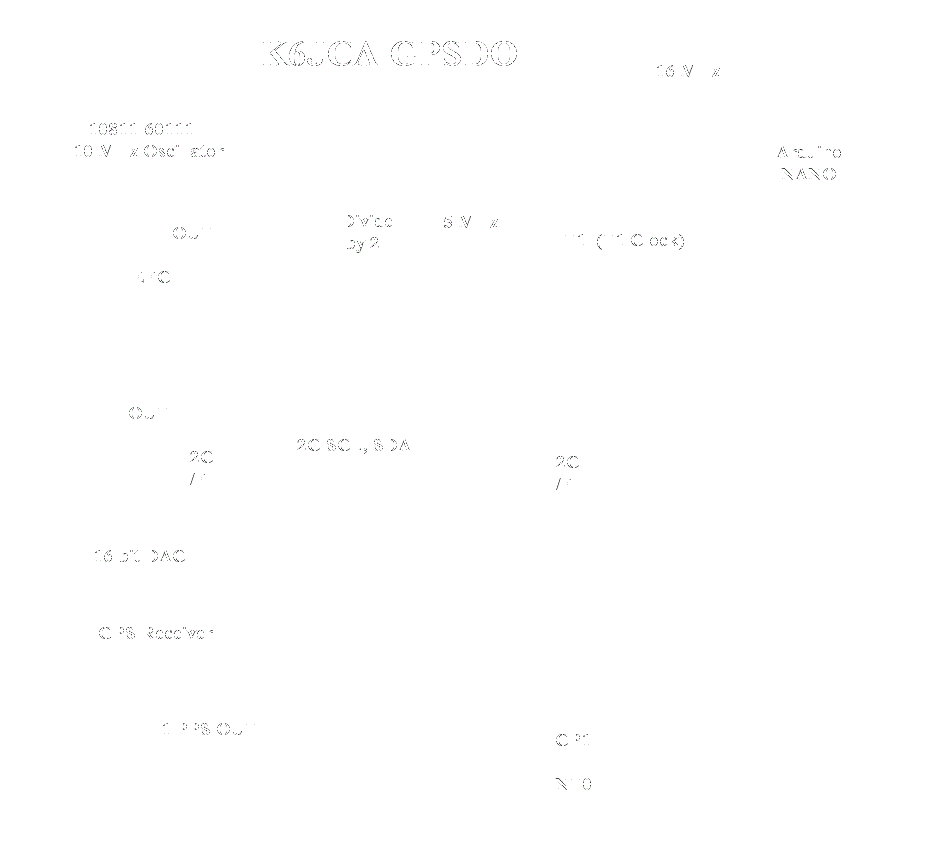 K6JCA GPSDO
16 MHz
10811-60111
10 MHz Oscillator
Arduino
NANO
OUT
Divide
by 2
5 MHz
T1 (T1 Clock)
EFC
OUT
I2C SCL, SDA
I2C
I/F
I2C
I/F
16-bit DAC
GPS Receiver
1 PPS OUT
ICP1
INT0